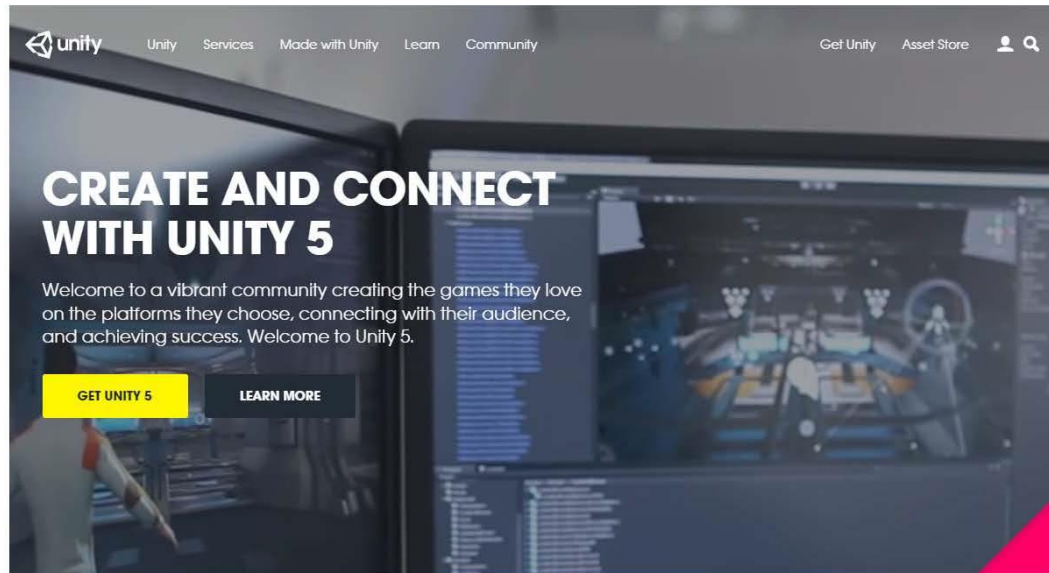 unity
Unity Services Made with Unity Learn Community
Get Unity Asset Store
CREATE AND CONNECT
WITH UNITY 5
Welcome to a vibrant community creating the games they love
on the platforms they choose, connecting with their audience,
and achieving success. Welcome to Unity 5.
GET UNITY 5
LEARN MORE